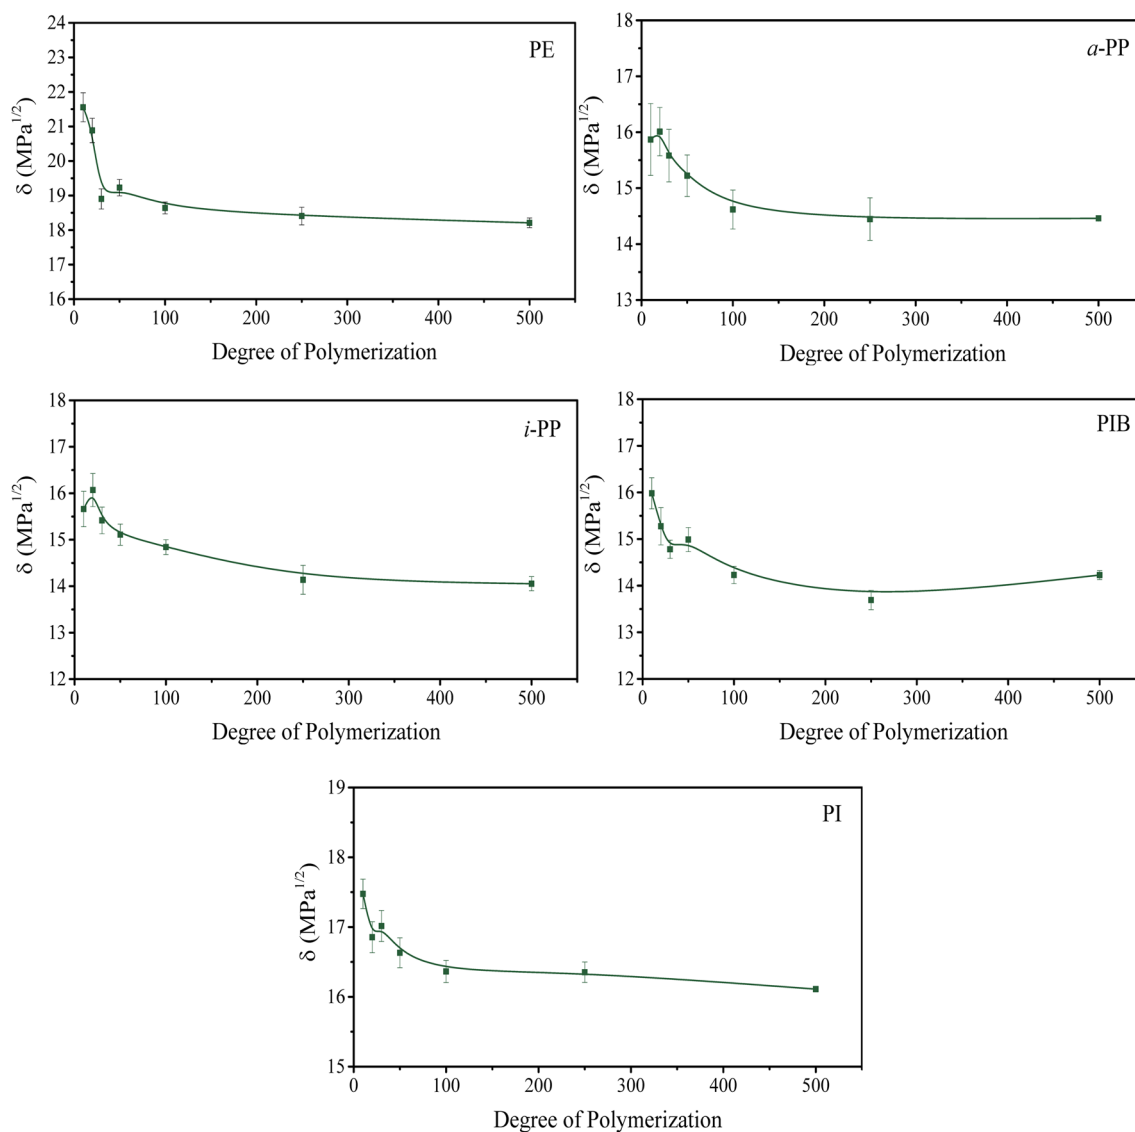 PE
δ (MPa1/2)
24
23
22
21
20
19
18
17
16
0 100 200 300 400 500
Degree of Polymerization
a-PP
δ (MPa1/2)
18
17
16
15
14
13
0 100 200 300 400 500
Degree of Polymerization
i-PP
δ (MPa1/2)
18
17
16
15
14
13
12
0 100 200 300 400 500
Degree of Polymerization
PIB
δ (MPa1/2)
18
17
16
15
14
13
12
0 100 200 300 400 500
Degree of Polymerization
PI
δ (MPa1/2)
19
18
17
16
15
0 100 200 300 400 500
Degree of Polymerization